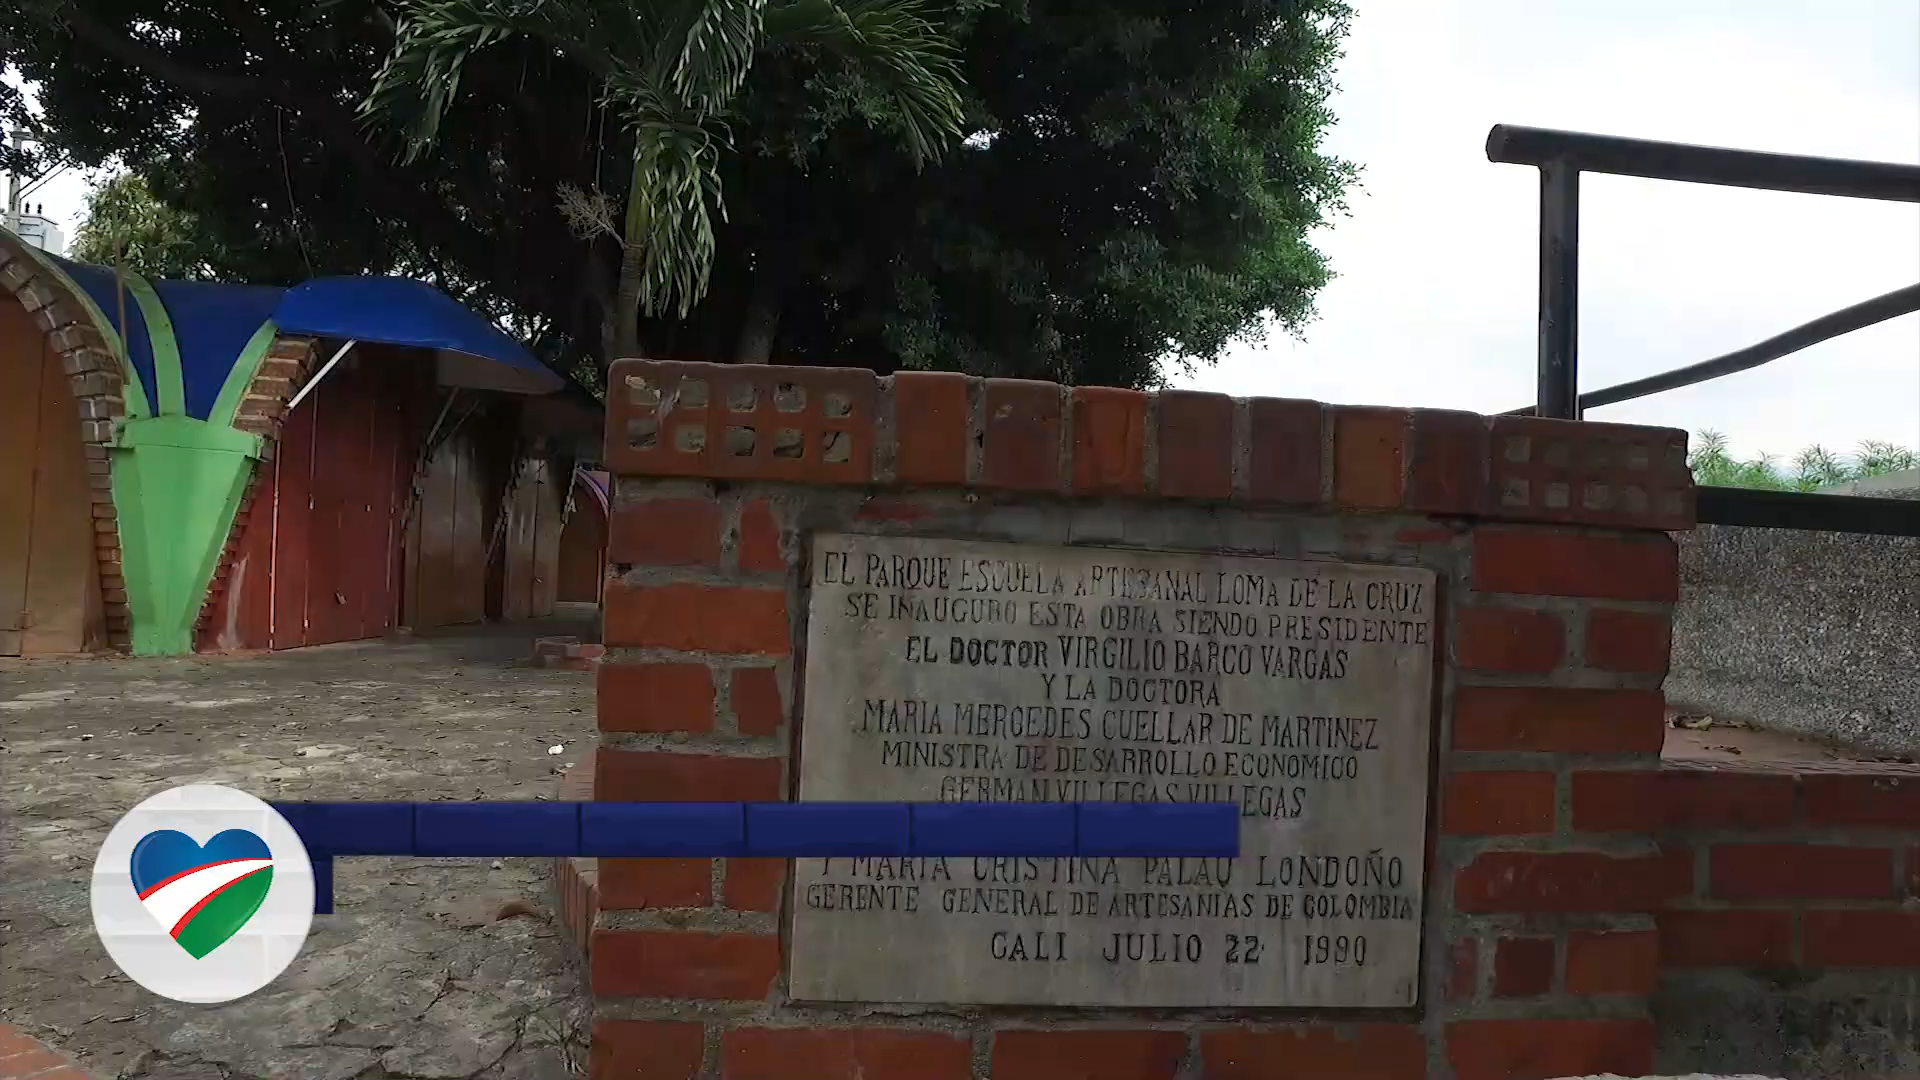 EL PARQUE ESCUELA ARTESANAL LOMA DE LA CRUZ
SE INAUGURO ESTA OBRA SIENDO PRESIDENTE
EL DOCTOR VIRGILIO BARCO VARGAS
Y LA DOCTORA
MARIA MERCEDES CUELLAR DE MARTINEZ
MINISTRA DE DESARROLLO ECONOMICO
GERMAN VILLEGAS VILLEGAS
Y MARIA CRISTINA PALAU LONDOÑO
GERENTE GENERAL DE ARTESANIAS DE COLOMBIA
CALI JULIO 22 1990